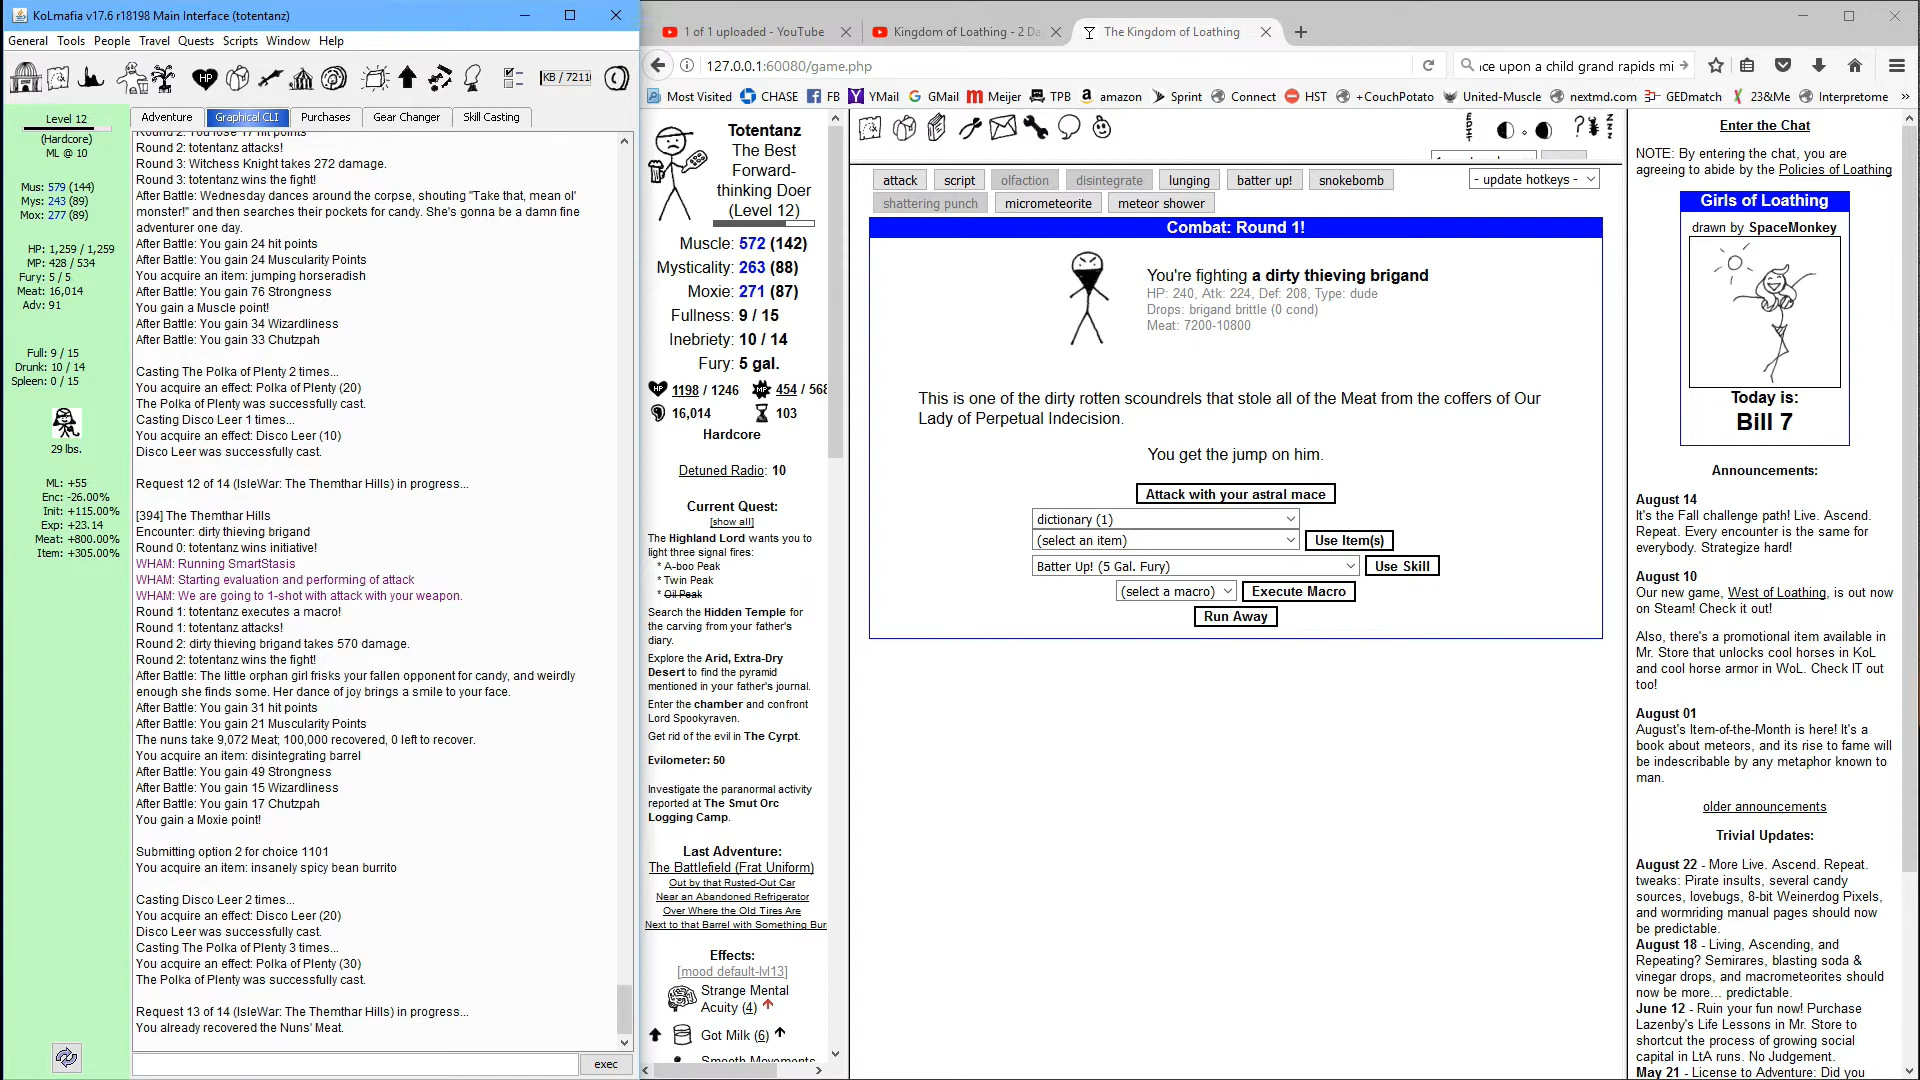 KoLmafia v17.6 r18198 Main Interface (totentanz)
General Tools People Travel Quests Scripts Window Help
KB / 7211
Adventure Graphical CLI Purchases Gear Changer Skill Casting
Level 12
(Hardcore)
ML @ 10
Mus: 579 (144)
Mys: 243 (89)
Mox: 277 (89)
HP: 1,259 / 1,259
MP: 428 / 534
Fury: 5 / 5
Meat: 16,014
Adv: 91
Full: 9 / 15
Drunk: 10 / 14
Spleen: 0 / 15
29 lbs.
ML: +55
Enc: -26.00%
Init: +115.00%
Exp: +23.14
Meat: +800.00%
Item: +305.00%
Round 2: You lose 17 hit points
Round 2: totentanz attacks!
Round 3: Witchess Knight takes 272 damage.
Round 3: totentanz wins the fight!
After Battle: Wednesday dances around the corpse, shouting "Take that, mean ol'
monster!" and then searches their pockets for candy. She's gonna be a damn fine
adventurer one day.
After Battle: You gain 24 hit points
After Battle: You gain 24 Muscularity Points
You acquire an item: jumping horseradish
After Battle: You gain 76 Strongness
You gain a Muscle point!
After Battle: You gain 34 Wizardliness
After Battle: You gain 33 Chutzpah
Casting The Polka of Plenty 2 times...
You acquire an effect: Polka of Plenty (20)
The Polka of Plenty was successfully cast.
Casting Disco Leer 1 times...
You acquire an effect: Disco Leer (10)
Disco Leer was successfully cast.
Request 12 of 14 (IsleWar: The Themthar Hills) in progress...
[394] The Themthar Hills
Encounter: dirty thieving brigand
Round 0: totentanz wins initiative!
WHAM: Running SmartStasis
WHAM: Starting evaluation and performing of attack
WHAM: We are going to 1-shot with attack with your weapon.
Round 1: totentanz executes a macro!
Round 1: totentanz attacks!
Round 2: dirty thieving brigand takes 570 damage.
Round 2: totentanz wins the fight!
After Battle: The little orphan girl frisks your fallen opponent for candy, and weirdly
enough she finds some. Her dance of joy brings a smile to your face.
After Battle: You gain 31 hit points
After Battle: You gain 21 Muscularity Points
The nuns take 9,072 Meat; 100,000 recovered, 0 left to recover.
You acquire an item: disintegrating barrel
After Battle: You gain 49 Strongness
After Battle: You gain 15 Wizardliness
After Battle: You gain 17 Chutzpah
You gain a Moxie point!
Submitting option 2 for choice 1101
You acquire an item: insanely spicy bean burrito
Casting Disco Leer 2 times...
You acquire an effect: Disco Leer (20)
Disco Leer was successfully cast.
Casting The Polka of Plenty 3 times...
You acquire an effect: Polka of Plenty (30)
The Polka of Plenty was successfully cast.
Request 13 of 14 (IsleWar: The Themthar Hills) in progress...
You already recovered the Nuns' Meat.
exec
1 of 1 uploaded - YouTube Kingdom of Loathing - 2 Da The Kingdom of Loathing
127.0.0.1:60080/game.php
ice upon a child grand rapids mi
Most Visited CHASE FB YMail GMail Meijer TPB amazon Sprint Connect HST +CouchPotato United-Muscle nextmd.com GEDmatch 23&Me Interpretome
Totentanz
The Best
Forward-
thinking Doer
(Level 12)
Muscle: 572 (142)
Mysticality: 263 (88)
Moxie: 271 (87)
Fullness: 9 / 15
Inebriety: 10 / 14
Fury: 5 gal.
HP 1198 / 1246 MP 454 / 568
16,014 103
Hardcore
Detuned Radio: 10
Current Quest:
[show all]
The Highland Lord wants you to
light three signal fires:
* A-boo Peak
* Twin Peak
* Oil Peak
Search the Hidden Temple for
the carving from your father's
diary.
Explore the Arid, Extra-Dry
Desert to find the pyramid
mentioned in your father's journal.
Enter the chamber and confront
Lord Spookyraven.
Get rid of the evil in The Cyrpt.
Evilometer: 50
Investigate the paranormal activity
reported at The Smut Orc
Logging Camp.
Last Adventure:
The Battlefield (Frat Uniform)
Out by that Rusted-Out Car
Near an Abandoned Refrigerator
Over Where the Old Tires Are
Next to that Barrel with Something Bur
Effects:
[mood default-lvl13]
Strange Mental
Acuity (4)
Got Milk (6)
Smooth Movements
attack script olfaction disintegrate lunging batter up! snokebomb - update hotkeys -
shattering punch micrometeorite meteor shower
Combat: Round 1!
You're fighting a dirty thieving brigand
HP: 240, Atk: 224, Def: 208, Type: dude
Drops: brigand brittle (0 cond)
Meat: 7200-10800
This is one of the dirty rotten scoundrels that stole all of the Meat from the coffers of Our
Lady of Perpetual Indecision.
You get the jump on him.
Attack with your astral mace
dictionary (1)
(select an item) Use Item(s)
Batter Up! (5 Gal. Fury) Use Skill
(select a macro) Execute Macro
Run Away
Enter the Chat
NOTE: By entering the chat, you are
agreeing to abide by the Policies of Loathing
Girls of Loathing
drawn by SpaceMonkey
Today is:
Bill 7
Announcements:
August 14
It's the Fall challenge path! Live. Ascend.
Repeat. Every encounter is the same for
everybody. Strategize hard!
August 10
Our new game, West of Loathing, is out now
on Steam! Check it out!
Also, there's a promotional item available in
Mr. Store that unlocks cool horses in KoL
and cool horse armor in WoL. Check IT out
too!
August 01
August's Item-of-the-Month is here! It's a
book about meteors, and its rise to fame will
be indescribable by any metaphor known to
man.
older announcements
Trivial Updates:
August 22 - More Live. Ascend. Repeat.
tweaks: Pirate insults, several candy
sources, lovebugs, 8-bit Weinerdog Pixels,
and wormriding manual pages should now
be predictable.
August 18 - Living, Ascending, and
Repeating? Semirares, blasting soda &
vinegar drops, and macrometeorites should
now be more... predictable.
June 12 - Ruin your fun now! Purchase
Lazenby's Life Lessons in Mr. Store to
shortcut the process of growing social
capital in LtA runs. No Judgement.
May 21 - License to Adventure: Did you